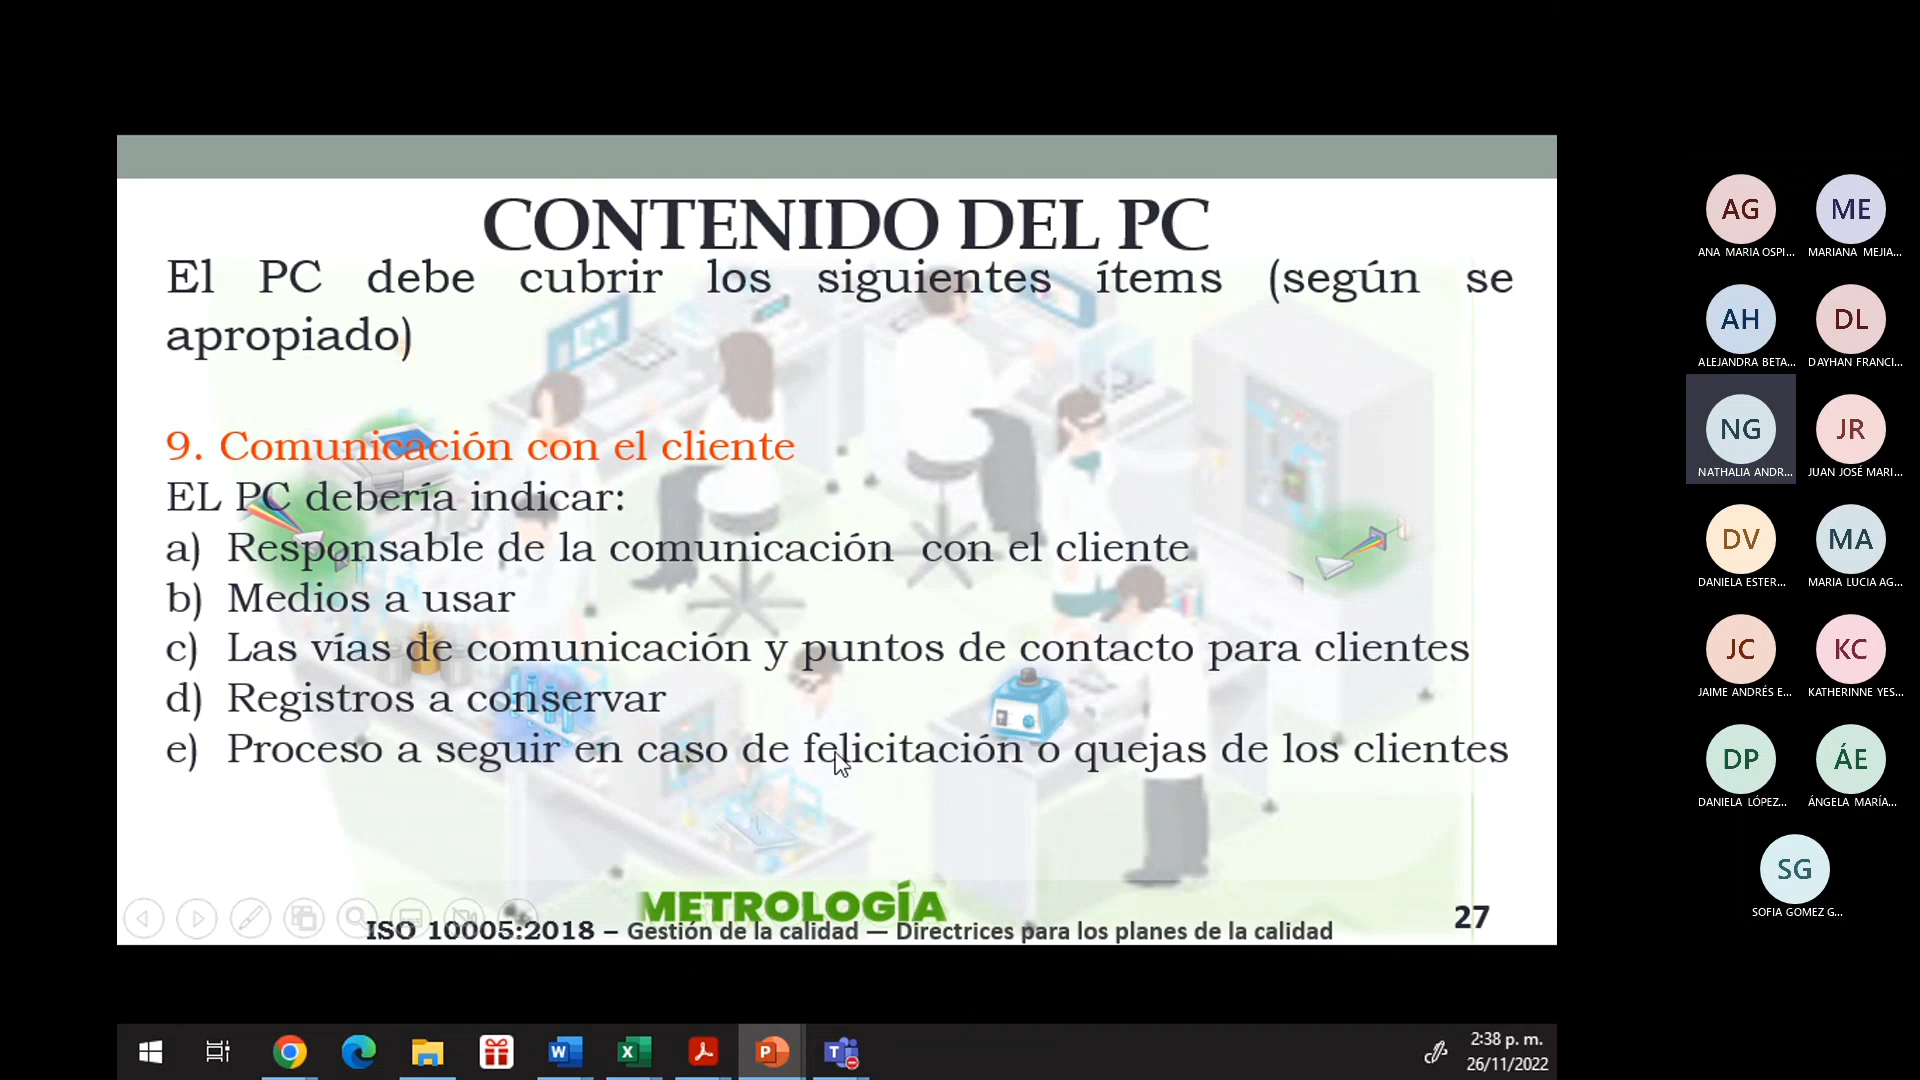 CONTENIDO DEL PC
El PC debe cubrir los siguientes ítems (según se
apropiado)
9. Comunicación con el cliente
EL PC debería indicar:
a) Responsable de la comunicación con el cliente
b) Medios a usar
c) Las vías de comunicación y puntos de contacto para clientes
d) Registros a conservar
e) Proceso a seguir en caso de felicitación o quejas de los clientes
METROLOGÍA
ISO 10005:2018 – Gestión de la calidad — Directrices para los planes de la calidad
27
AG
ANA MARIA OSPI...
ME
MARIANA MEJIA...
AH
ALEJANDRA BETA...
DL
DAYHAN FRANCI...
NG
NATHALIA ANDR...
JR
JUAN JOSÉ MARI...
DV
DANIELA ESTER...
MA
MARIA LUCIA AG...
JC
JAIME ANDRÉS E...
KC
KATHERINNE YES...
DP
DANIELA LÓPEZ...
ÁE
ÁNGELA MARÍA...
SG
SOFIA GOMEZ G...
2:38 p. m.
26/11/2022